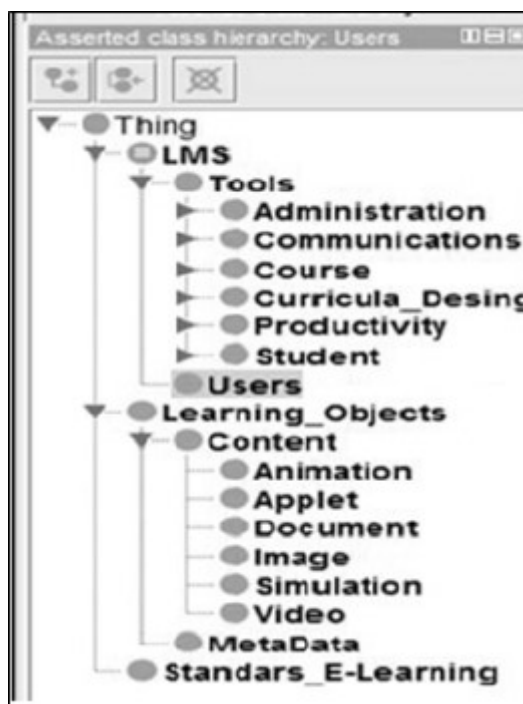 Asserted class hierarchy: Users
Thing
LMS
Tools
Administration
Communications
Course
Curricula_Desing
Productivity
Student
Users
Learning_Objects
Content
Animation
Applet
Document
Image
Simulation
Video
MetaData
Standars_E-Learning